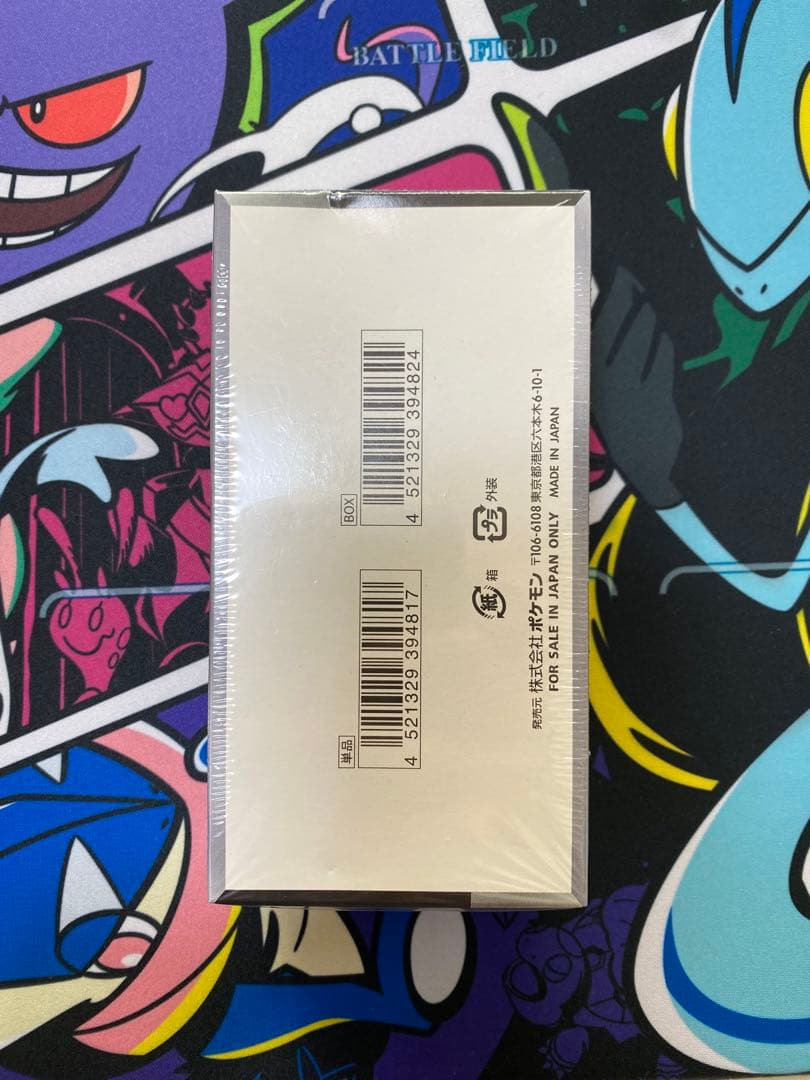 BATTLE FIELD
単品
4 521329 394817
BOX
4 521329 394824
紙 箱
プラ 外装
発売元 株式会社 ポケモン 〒106-6108 東京都港区六本木6-10-1
FOR SALE IN JAPAN ONLY MADE IN JAPAN